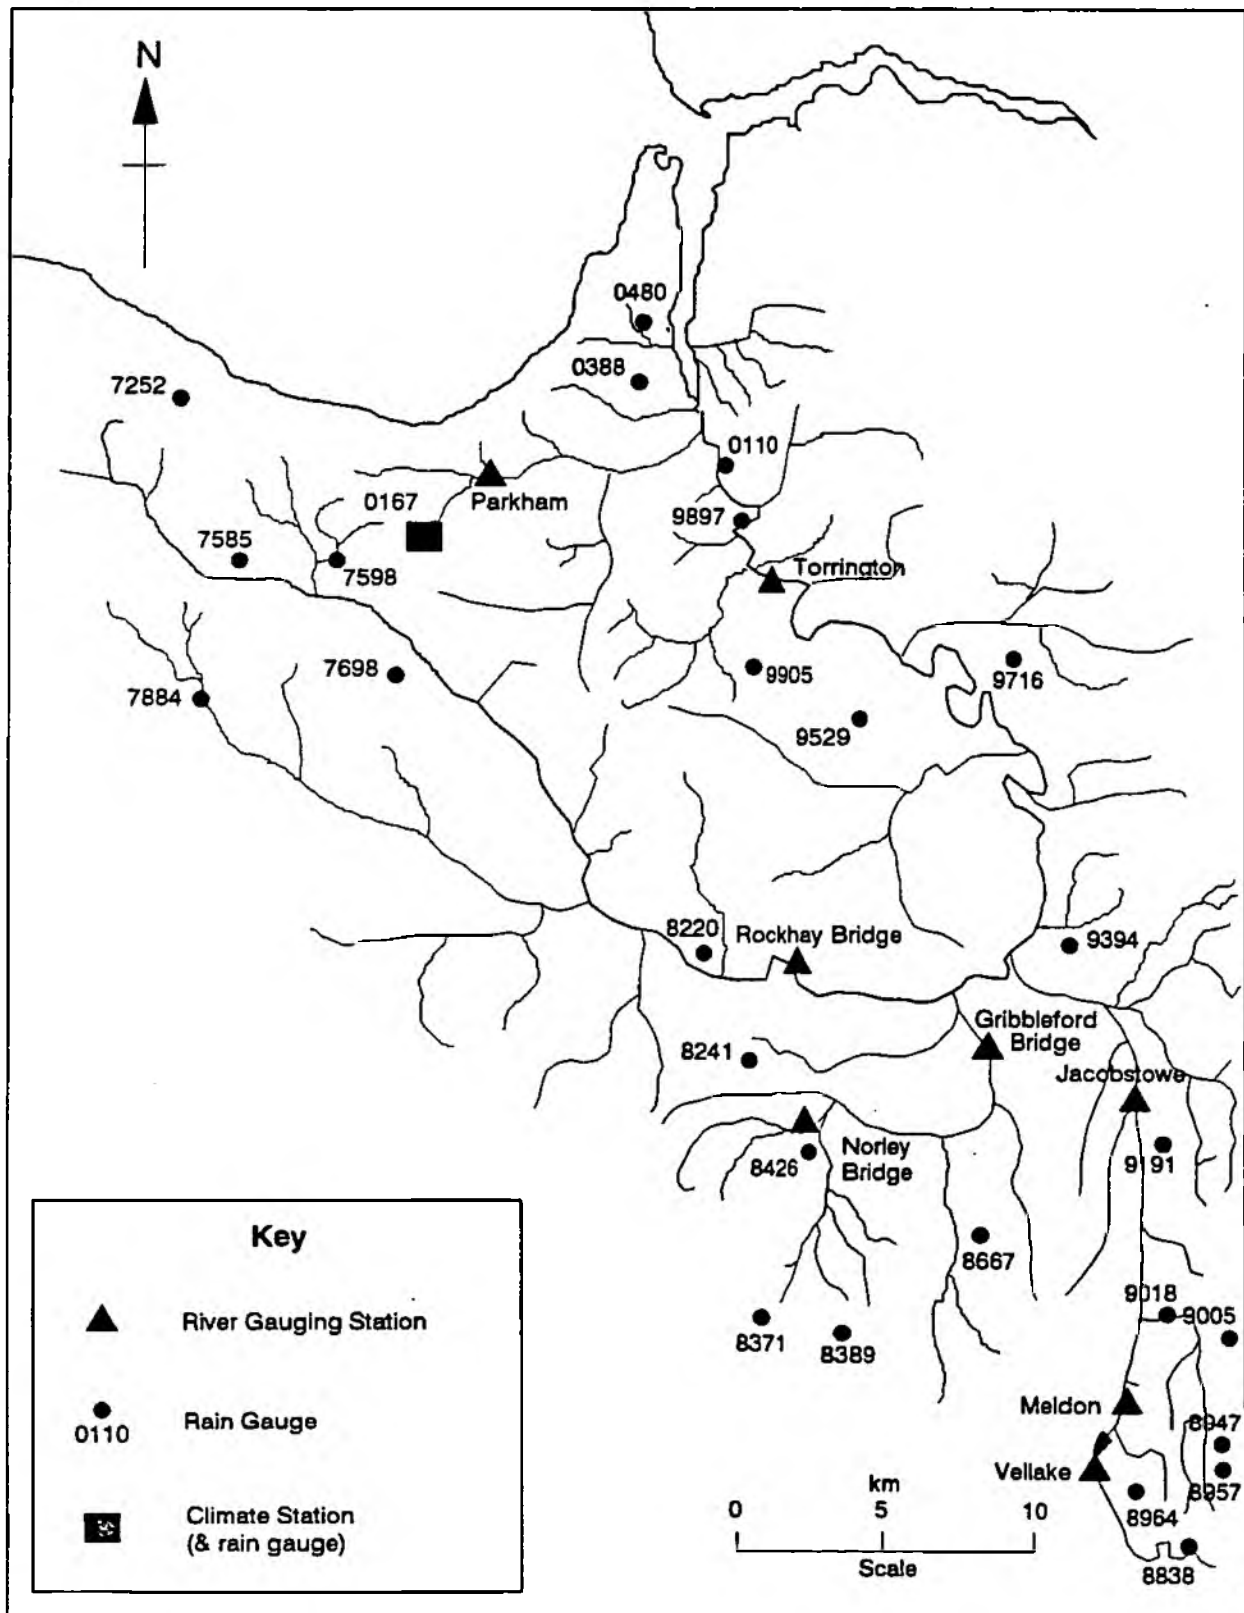 N
0480
0388
7252
0110
0167
Parkham
9897
7585
7598
Torrington
7698
9905
9716
7884
9529
8220
Rockhay Bridge
9394
Gribbleford
Bridge
8241
Jacobstowe
Norley
Bridge
8426
9191
8667
9018
9005
8371
8389
Meldon
8947
Vellake
8957
8964
8838
km
0 5 10
Scale
Key
River Gauging Station
0110
Rain Gauge
Climate Station
(& rain gauge)